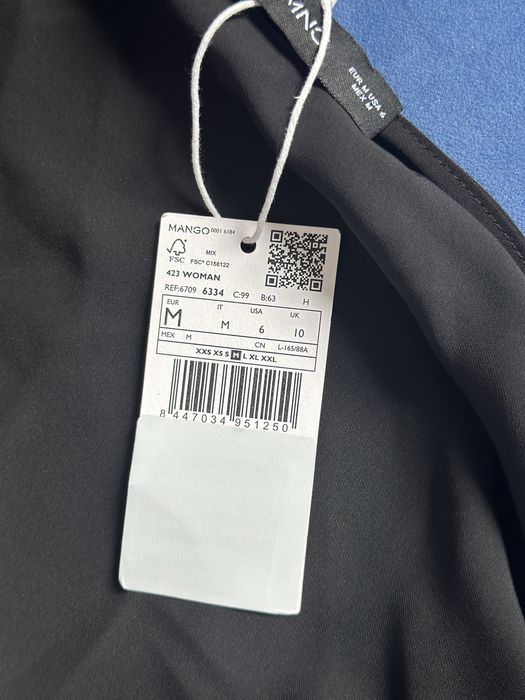 EUR M USA 6
MEX M
MANGO 0001 6184
MIX
FSC FSC® C156122
423 WOMAN
REF:6709 6334 C:99 B:63 H
EUR IT USA UK
M M 6 10
MEX M CN L-165/88A
XXS XS S M L XL XXL
8 447034 951250